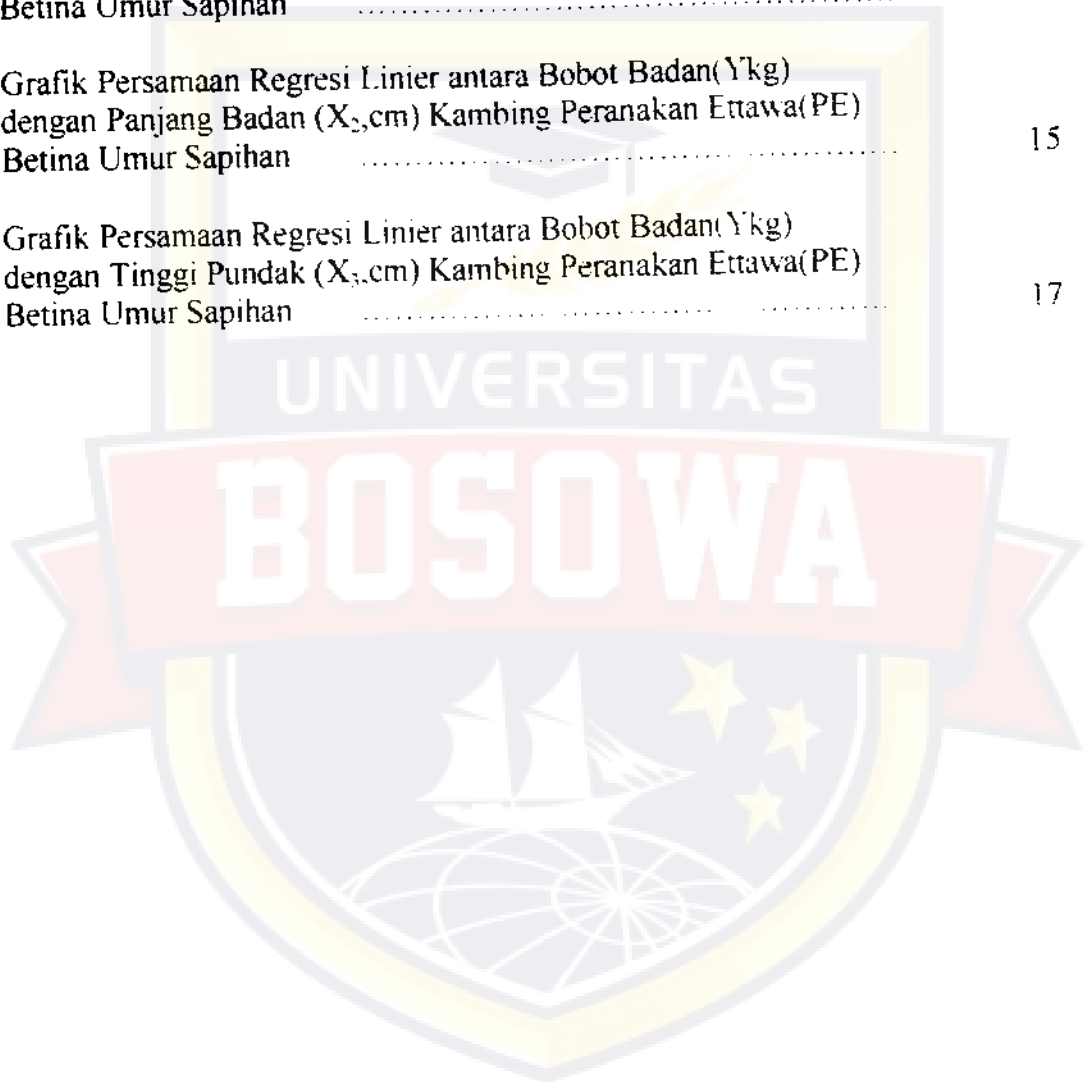 Betina Umur Sapihan ........................................................
Grafik Persamaan Regresi Linier antara Bobot Badan(Ykg)
dengan Panjang Badan (X₂,cm) Kambing Peranakan Ettawa(PE)
Betina Umur Sapihan ........................................................ 15
Grafik Persamaan Regresi Linier antara Bobot Badan(Ykg)
dengan Tinggi Pundak (X₃,cm) Kambing Peranakan Ettawa(PE)
Betina Umur Sapihan ........................................................ 17
UNIVERSITAS
BOSOWA